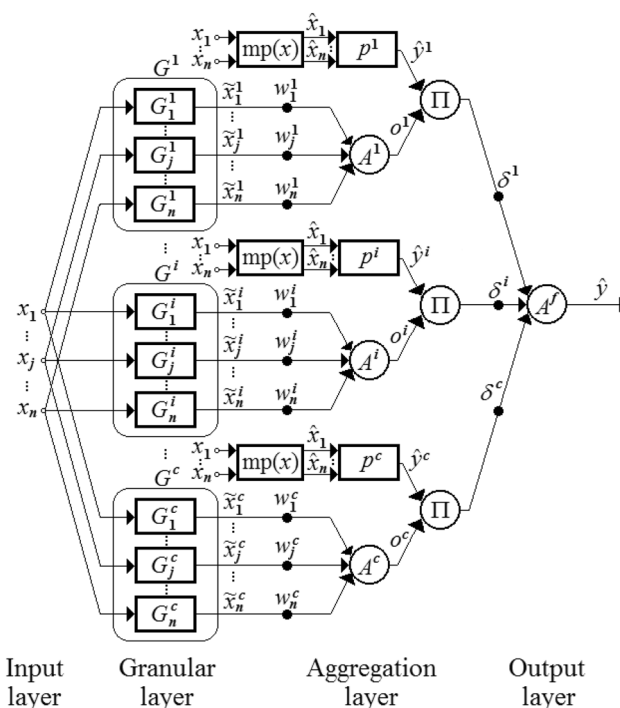 x₁ mp(x) x̂₁ p¹ ŷ¹
xₙ x̂ₙ Π
G¹
G₁¹ x̃₁¹ w₁¹ o¹
Gⱼ¹ x̃ⱼ¹ wⱼ¹ A¹
Gₙ¹ x̃ₙ¹ wₙ¹ δ¹
x₁ mp(x) x̂₁ pⁱ ŷⁱ
xₙ x̂ₙ
Gⁱ
x₁ G₁ⁱ x̃₁ⁱ w₁ⁱ oⁱ Π δⁱ Aᶠ ŷ
xⱼ Gⱼⁱ x̃ⱼⁱ wⱼⁱ Aⁱ
xₙ Gₙⁱ x̃ₙⁱ wₙⁱ δᶜ
x₁ mp(x) x̂₁ pᶜ ŷᶜ
xₙ x̂ₙ
Gᶜ
G₁ᶜ x̃₁ᶜ w₁ᶜ oᶜ Π
Gⱼᶜ x̃ⱼᶜ wⱼᶜ Aᶜ
Gₙᶜ x̃ₙᶜ wₙᶜ
Input layer
Granular layer
Aggregation layer
Output layer